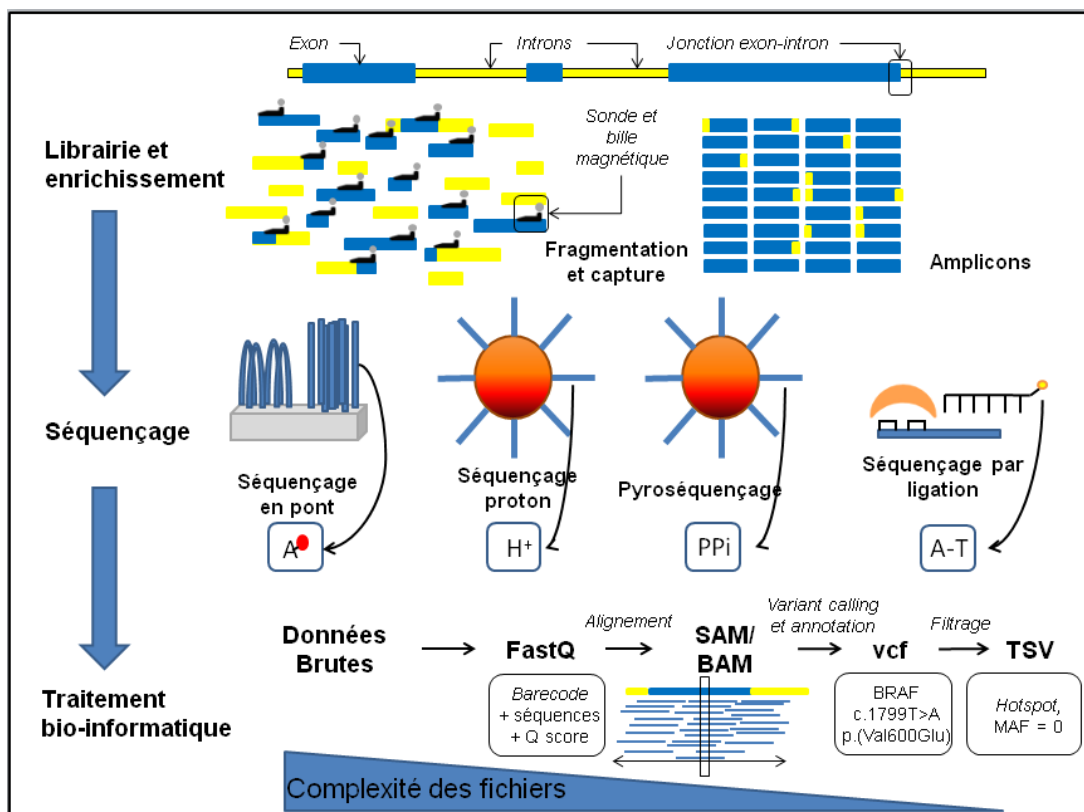 Exon
Introns
Jonction exon-intron
Librairie et
enrichissement
Sonde et
bille
magnétique
Fragmentation
et capture
Amplicons
Séquençage
Séquençage
en pont
Séquençage
proton
Pyroséquençage
Séquençage par
ligation
A
H+
PPi
A-T
Traitement
bio-informatique
Données
Brutes
FastQ
Alignement
SAM/
BAM
Variant calling
et annotation
vcf
Filtrage
TSV
Barecode
+ séquences
+ Q score
BRAF
c.1799T>A
p.(Val600Glu)
Hotspot,
MAF = 0
Complexité des fichiers